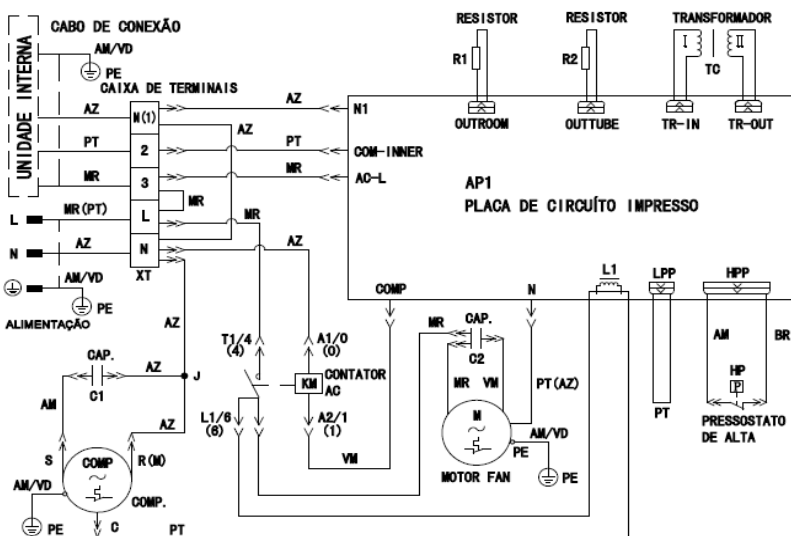 CABO DE CONEXÃO
UNIDADE INTERNA
AM/VD
PE
CAIXA DE TERMINAIS
AZ
PT
MR
N(1)
2
3
L
N
XT
L
MR(PT)
N
AZ
AM/VD
PE
ALIMENTAÇÃO
AZ
PT
MR
AZ
MR
MR
AZ
AZ
N1
COM-INNER
AC-L
RESISTOR
R1
OUTROOM
RESISTOR
R2
OUTTUBE
TRANSFORMADOR
I
II
TC
TR-IN
TR-OUT
AP1
PLACA DE CIRCUÍTO IMPRESSO
COMP
N
L1
LPP
HPP
T1/4
(4)
A1/0
(0)
KM
CONTATOR
AC
L1/6
(6)
A2/1
(1)
VM
MR
CAP.
C2
MR
VM
PT(AZ)
M
~
AM/VD
PE
MOTOR FAN
PE
PT
AM
BR
HP
P
PRESSOSTATO
DE ALTA
CAP.
C1
AZ
J
AM
AZ
S
R(M)
COMP
~
AM/VD
COMP.
PE
C
PT